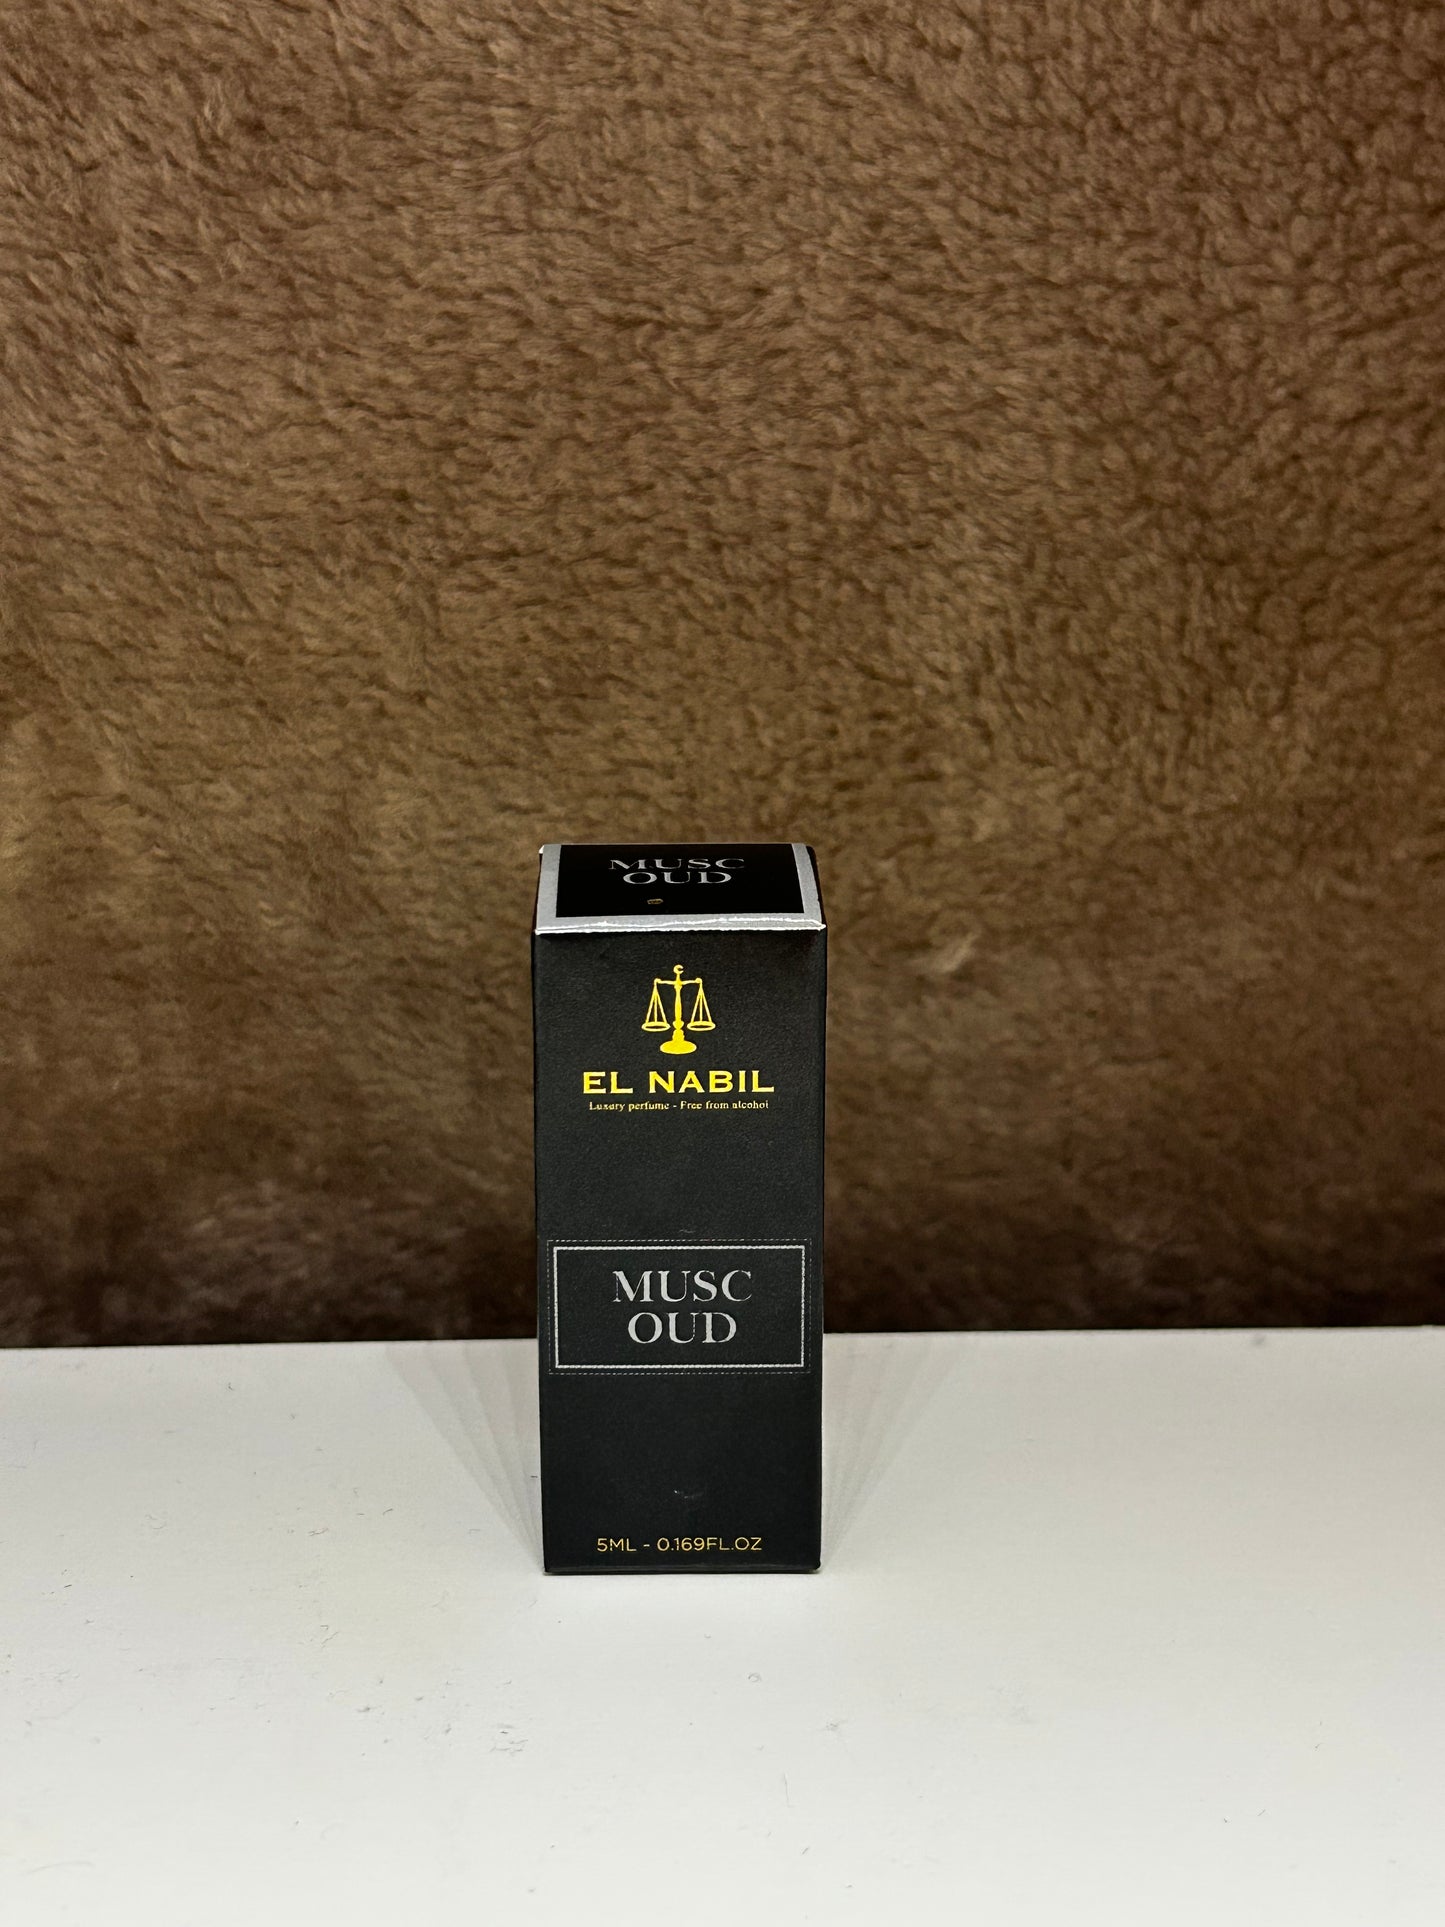 MUSC
OUD
EL NABIL
Luxury perfume - Free from alcohol
MUSC
OUD
5ML - 0.169FL.OZ